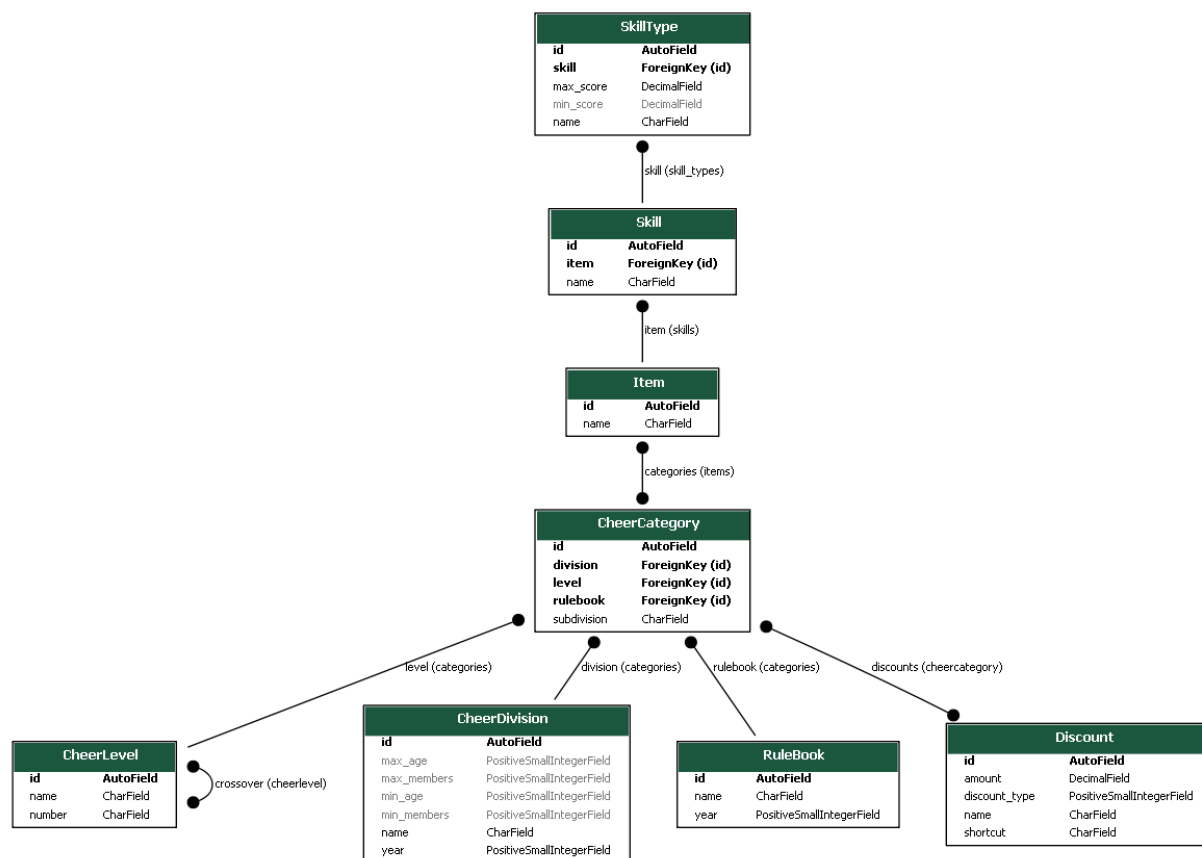 SkillType
id AutoField
skill ForeignKey (id)
max_score DecimalField
min_score DecimalField
name CharField
skill (skill_types)
Skill
id AutoField
item ForeignKey (id)
name CharField
item (skills)
Item
id AutoField
name CharField
categories (items)
CheerCategory
id AutoField
division ForeignKey (id)
level ForeignKey (id)
rulebook ForeignKey (id)
subdivision CharField
level (categories)
division (categories)
rulebook (categories)
discounts (cheercategory)
CheerLevel
id AutoField
name CharField
number CharField
crossover (cheerlevel)
CheerDivision
id AutoField
max_age PositiveSmallIntegerField
max_members PositiveSmallIntegerField
min_age PositiveSmallIntegerField
min_members PositiveSmallIntegerField
name CharField
year PositiveSmallIntegerField
RuleBook
id AutoField
name CharField
year PositiveSmallIntegerField
Discount
id AutoField
amount DecimalField
discount_type PositiveSmallIntegerField
name CharField
shortcut CharField